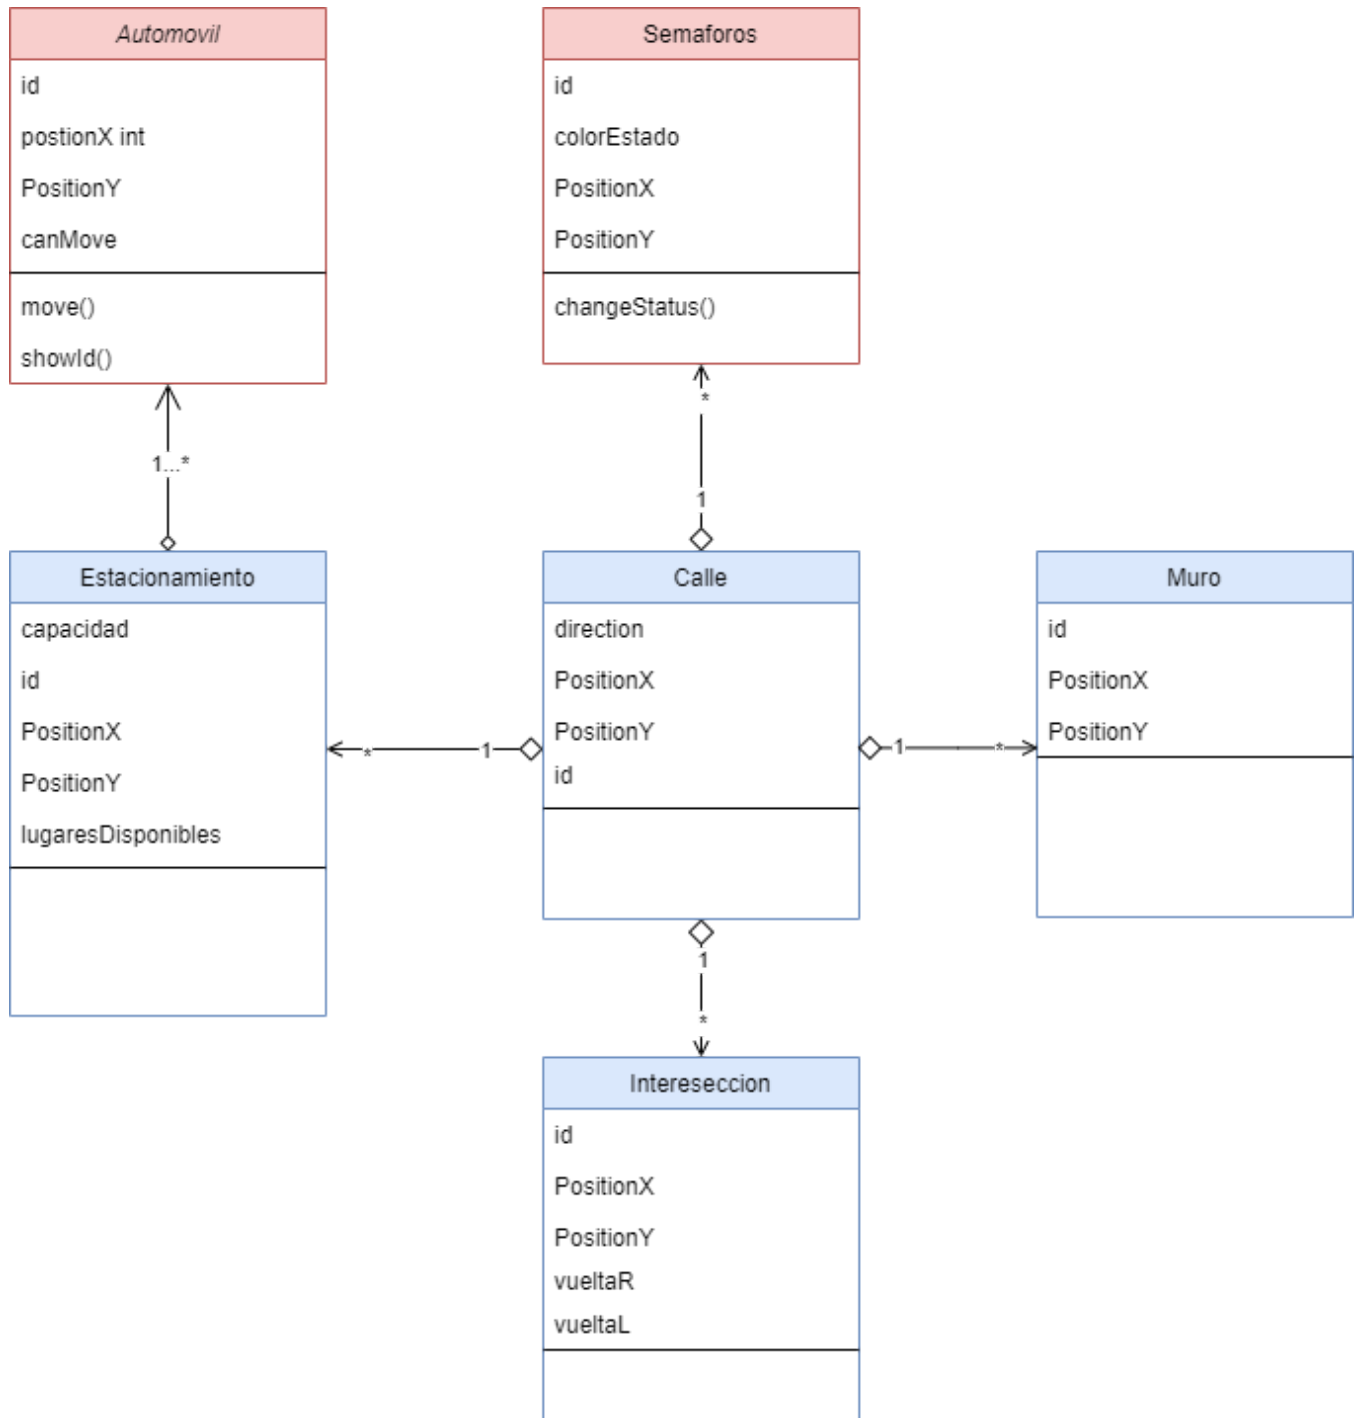 Automovil
id
postionX int
PositionY
canMove
move()
showId()
Semaforos
id
colorEstado
PositionX
PositionY
changeStatus()
1...*
*
1
Estacionamiento
capacidad
id
PositionX
PositionY
lugaresDisponibles
* 1
Calle
direction
PositionX
PositionY
id
1 *
Muro
id
PositionX
PositionY
1
*
Intereseccion
id
PositionX
PositionY
vueltaR
vueltaL